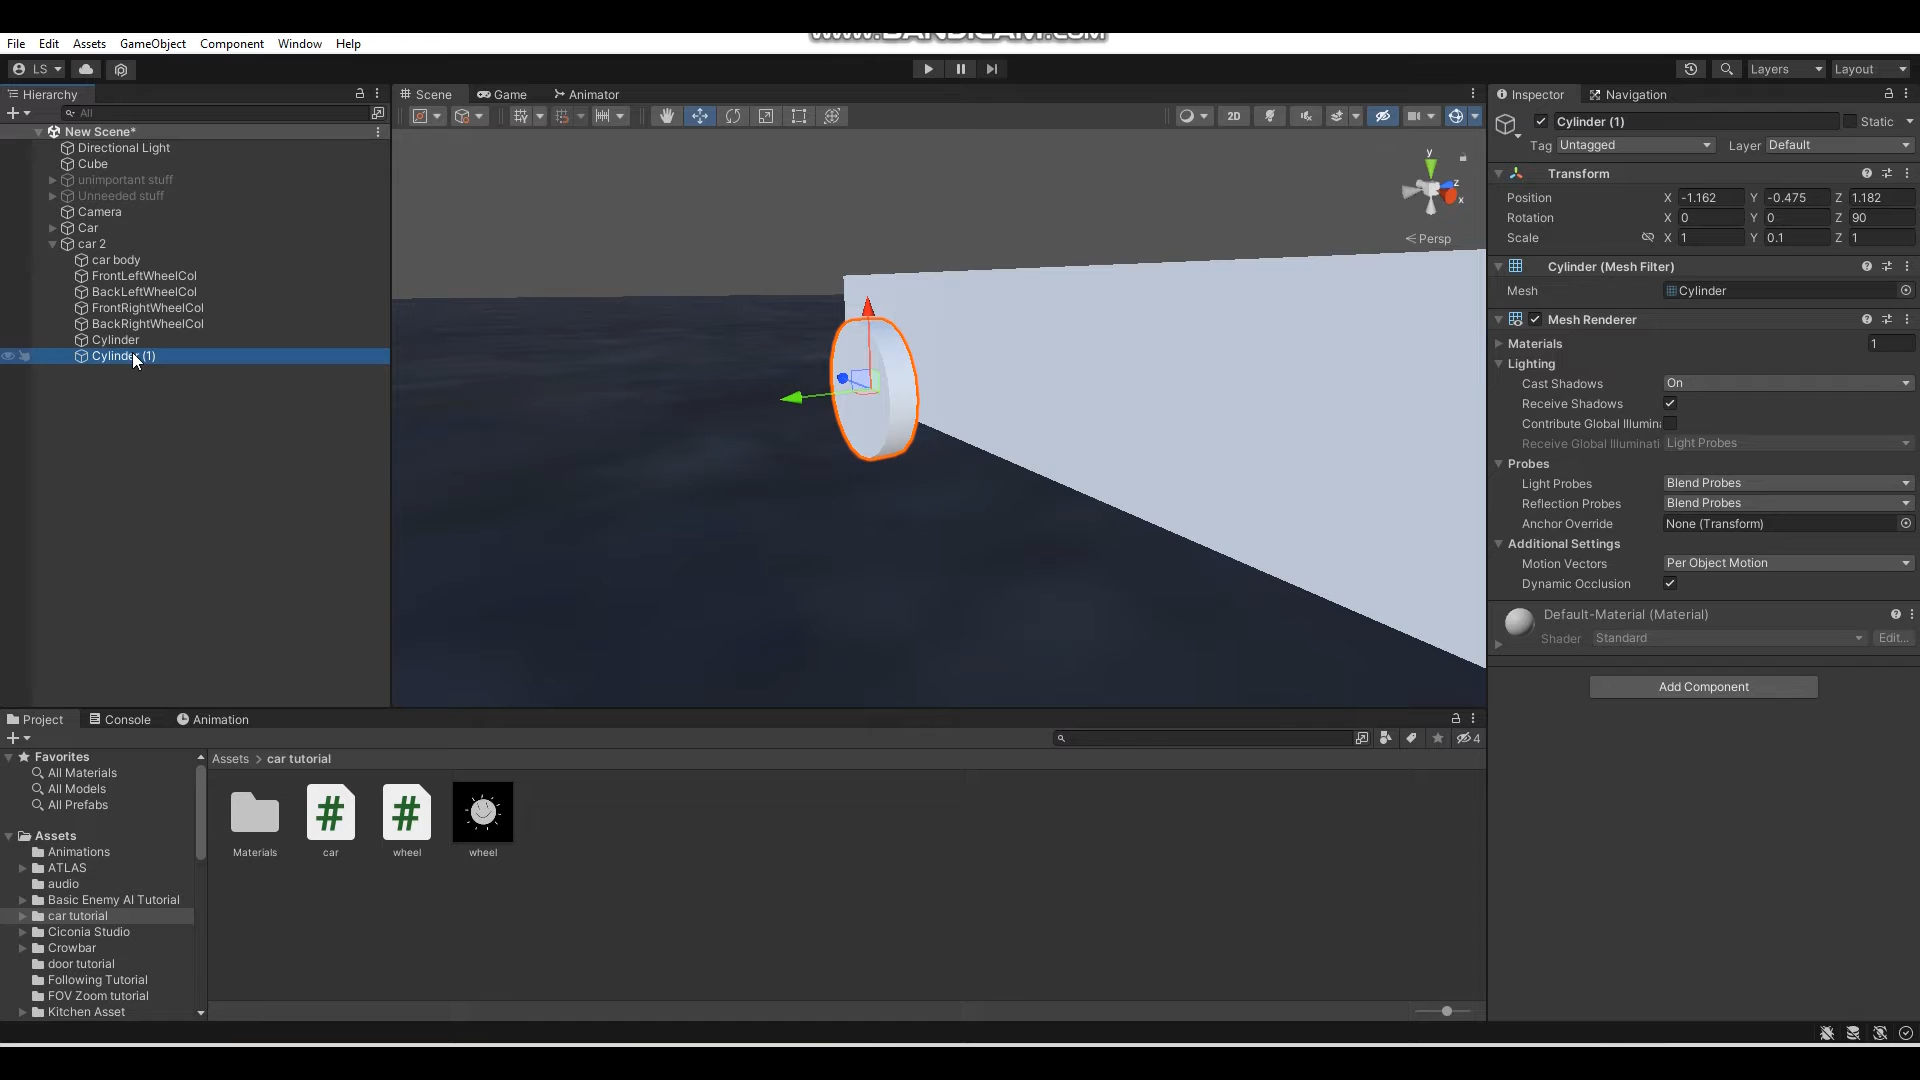 www.BANDICAM.com
File Edit Assets GameObject Component Window Help
LS Layers Layout
Hierarchy
All
New Scene*
Directional Light
Cube
unimportant stuff
Unneeded stuff
Camera
Car
car 2
car body
FrontLeftWheelCol
BackLeftWheelCol
FrontRightWheelCol
BackRightWheelCol
Cylinder
Cylinder (1)
Scene Game Animator
2D
y
z
x
Persp
Inspector Navigation
Cylinder (1) Static
Tag Untagged Layer Default
Transform
Position X -1.162 Y -0.475 Z 1.182
Rotation X 0 Y 0 Z 90
Scale X 1 Y 0.1 Z 1
Cylinder (Mesh Filter)
Mesh Cylinder
Mesh Renderer
Materials 1
Lighting
Cast Shadows On
Receive Shadows
Contribute Global Illumina
Receive Global Illuminati Light Probes
Probes
Light Probes Blend Probes
Reflection Probes Blend Probes
Anchor Override None (Transform)
Additional Settings
Motion Vectors Per Object Motion
Dynamic Occlusion
Default-Material (Material)
Shader Standard Edit...
Add Component
Project Console Animation
4
Favorites
All Materials
All Models
All Prefabs
Assets
Animations
ATLAS
audio
Basic Enemy AI Tutorial
car tutorial
Ciconia Studio
Crowbar
door tutorial
Following Tutorial
FOV Zoom tutorial
Kitchen Asset
Assets > car tutorial
Materials car wheel wheel